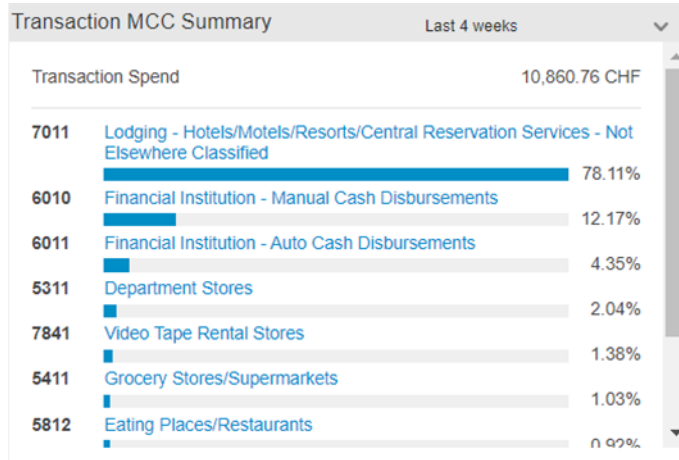 Transaction MCC Summary Last 4 weeks
Transaction Spend 10,860.76 CHF
7011 Lodging - Hotels/Motels/Resorts/Central Reservation Services - Not
Elsewhere Classified
78.11%
6010 Financial Institution - Manual Cash Disbursements
12.17%
6011 Financial Institution - Auto Cash Disbursements
4.35%
5311 Department Stores
2.04%
7841 Video Tape Rental Stores
1.38%
5411 Grocery Stores/Supermarkets
1.03%
5812 Eating Places/Restaurants
0.92%